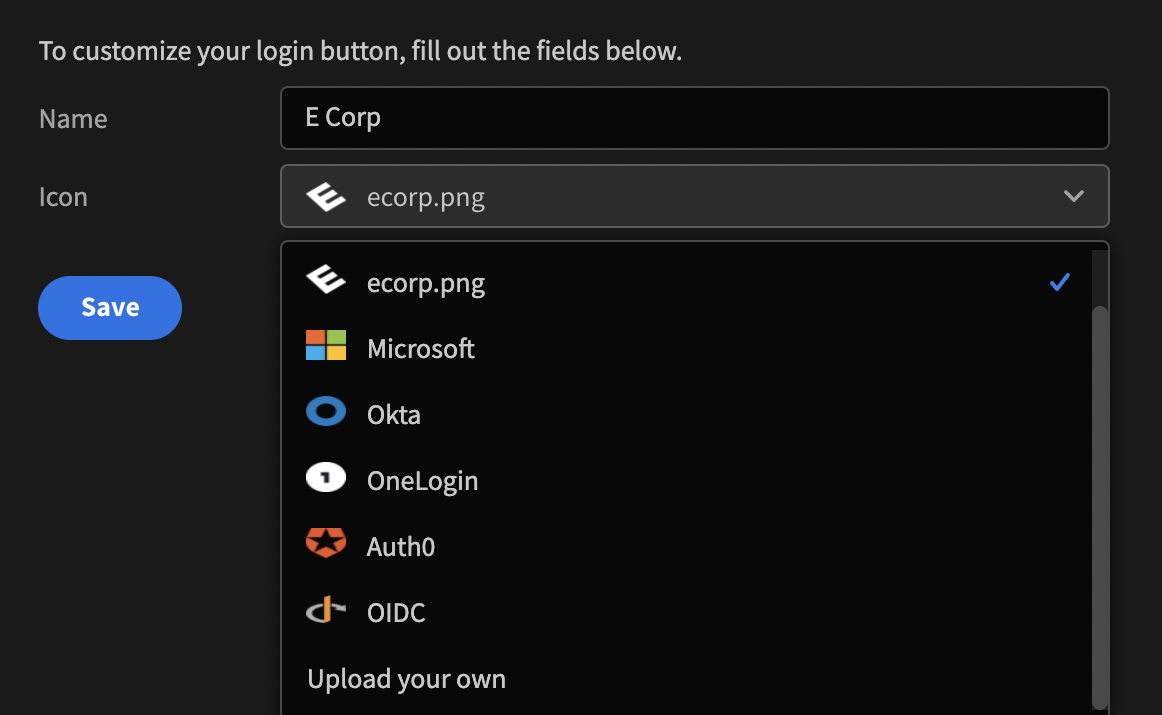 To customize your login button, fill out the fields below.
Name
E Corp
Icon
ecorp.png
ecorp.png
Microsoft
Okta
OneLogin
Auth0
OIDC
Upload your own
Save